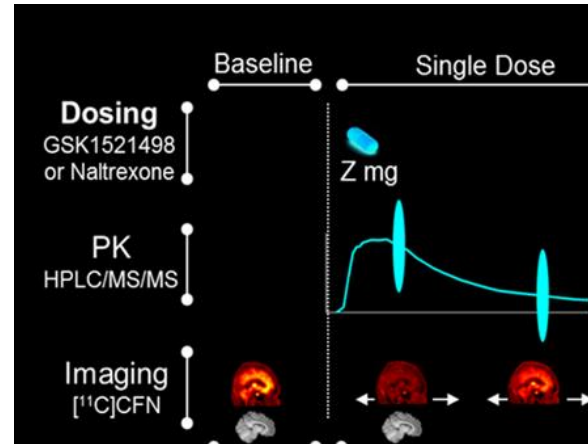 Baseline
Single Dose
Dosing
GSK1521498
or Naltrexone
Z mg
PK
HPLC/MS/MS
Imaging
[¹¹C]CFN